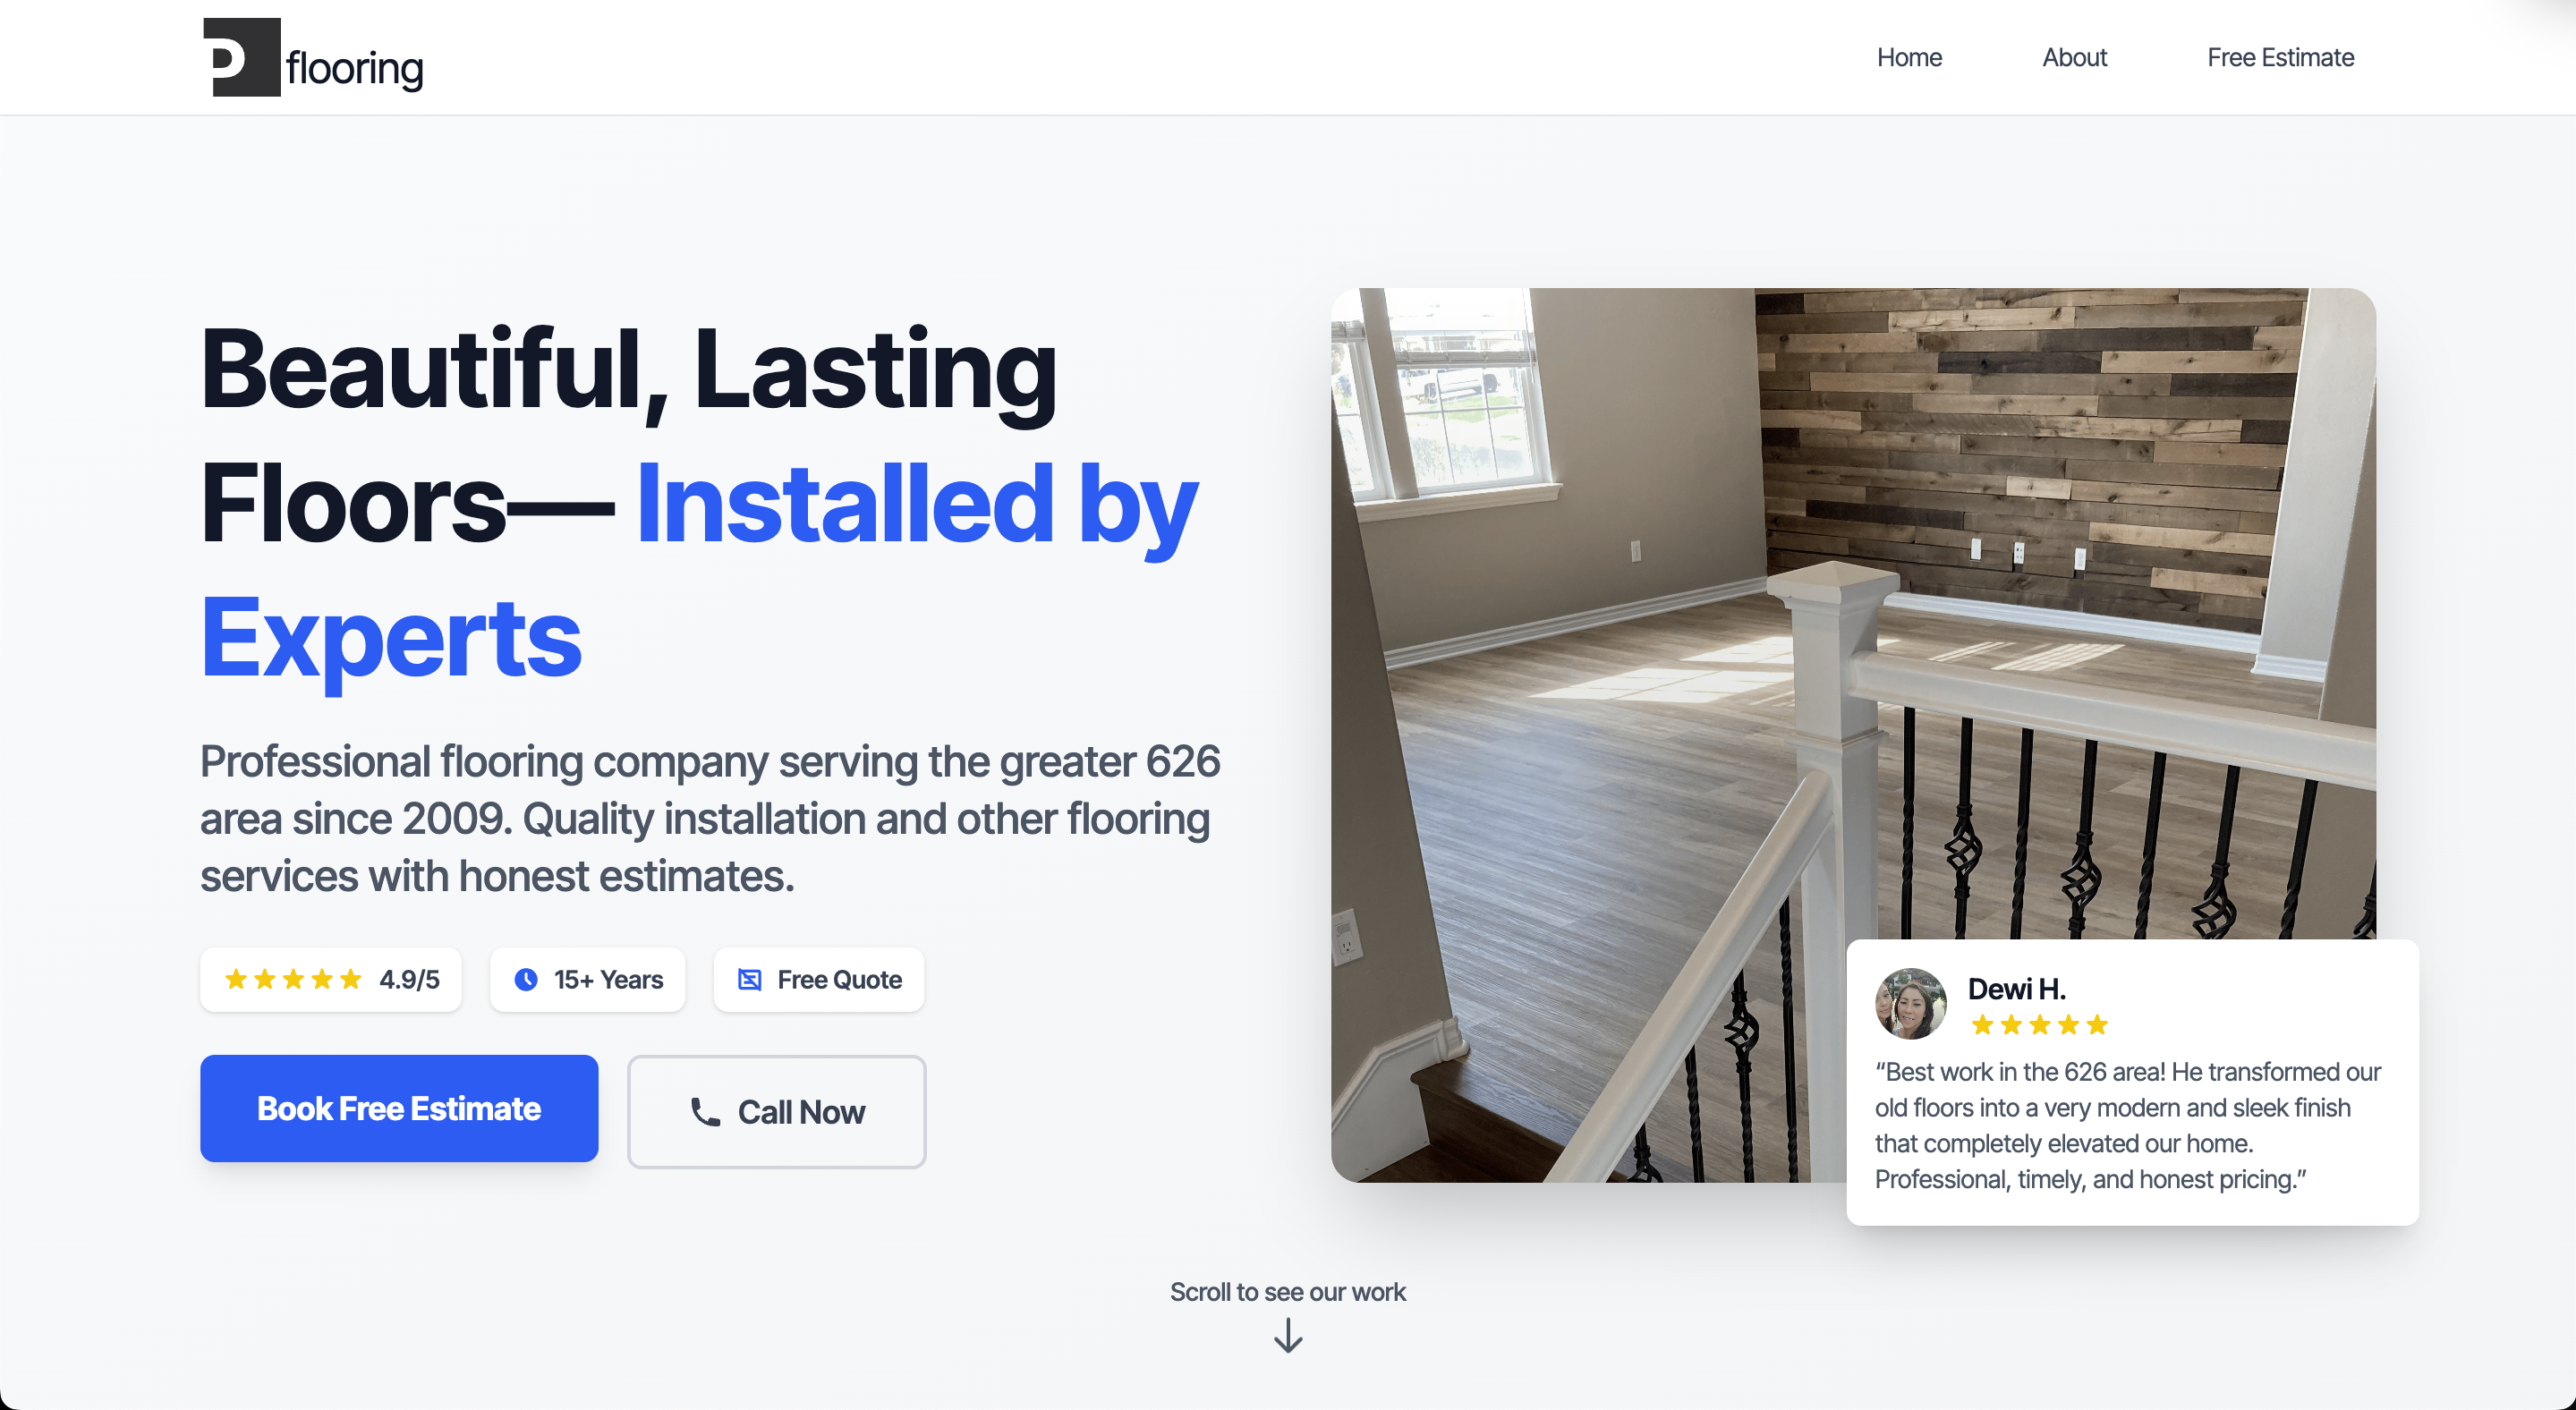 P flooring
Home
About
Free Estimate
Beautiful, Lasting
Floors— Installed by
Experts
Professional flooring company serving the greater 626
area since 2009. Quality installation and other flooring
services with honest estimates.
4.9/5
15+ Years
Free Quote
Book Free Estimate
Call Now
Dewi H.
“Best work in the 626 area! He transformed our
old floors into a very modern and sleek finish
that completely elevated our home.
Professional, timely, and honest pricing.”
Scroll to see our work